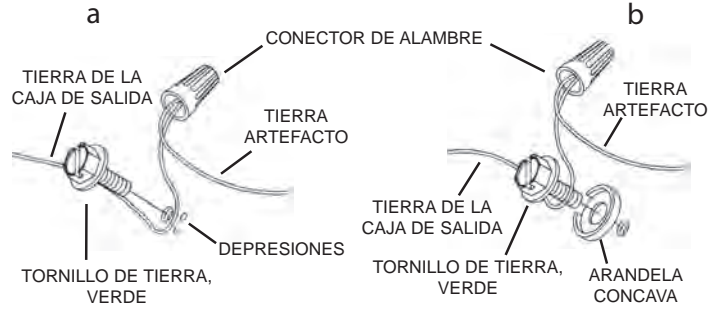 a
b
CONECTOR DE ALAMBRE
TIERRA DE LA
CAJA DE SALIDA
TIERRA
ARTEFACTO
TIERRA
ARTEFACTO
DEPRESIONES
TORNILLO DE TIERRA,
VERDE
TIERRA DE LA
CAJA DE SALIDA
TORNILLO DE TIERRA,
VERDE
ARANDELA
CONCAVA